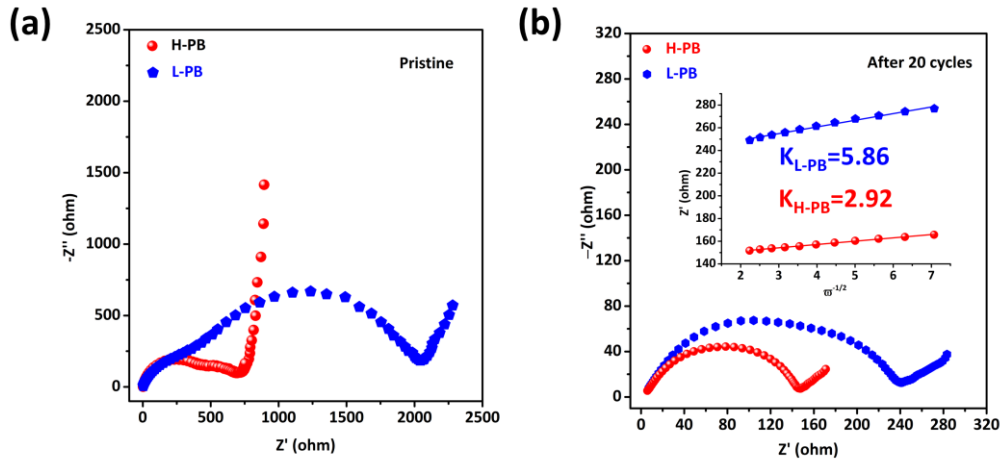 (a)
2500
2000
1500
1000
500
0
-Z'' (ohm)
H-PB
L-PB
Pristine
0 500 1000 1500 2000 2500
Z' (ohm)
(b)
320
280
240
200
160
120
80
40
0
−Z'' (ohm)
H-PB
L-PB
After 20 cycles
280
260
240
220
200
180
160
140
Z' (ohm)
K_L-PB=5.86
K_H-PB=2.92
2 3 4 5 6 7
ϖ^-1/2
0 40 80 120 160 200 240 280 320
Z' (ohm)